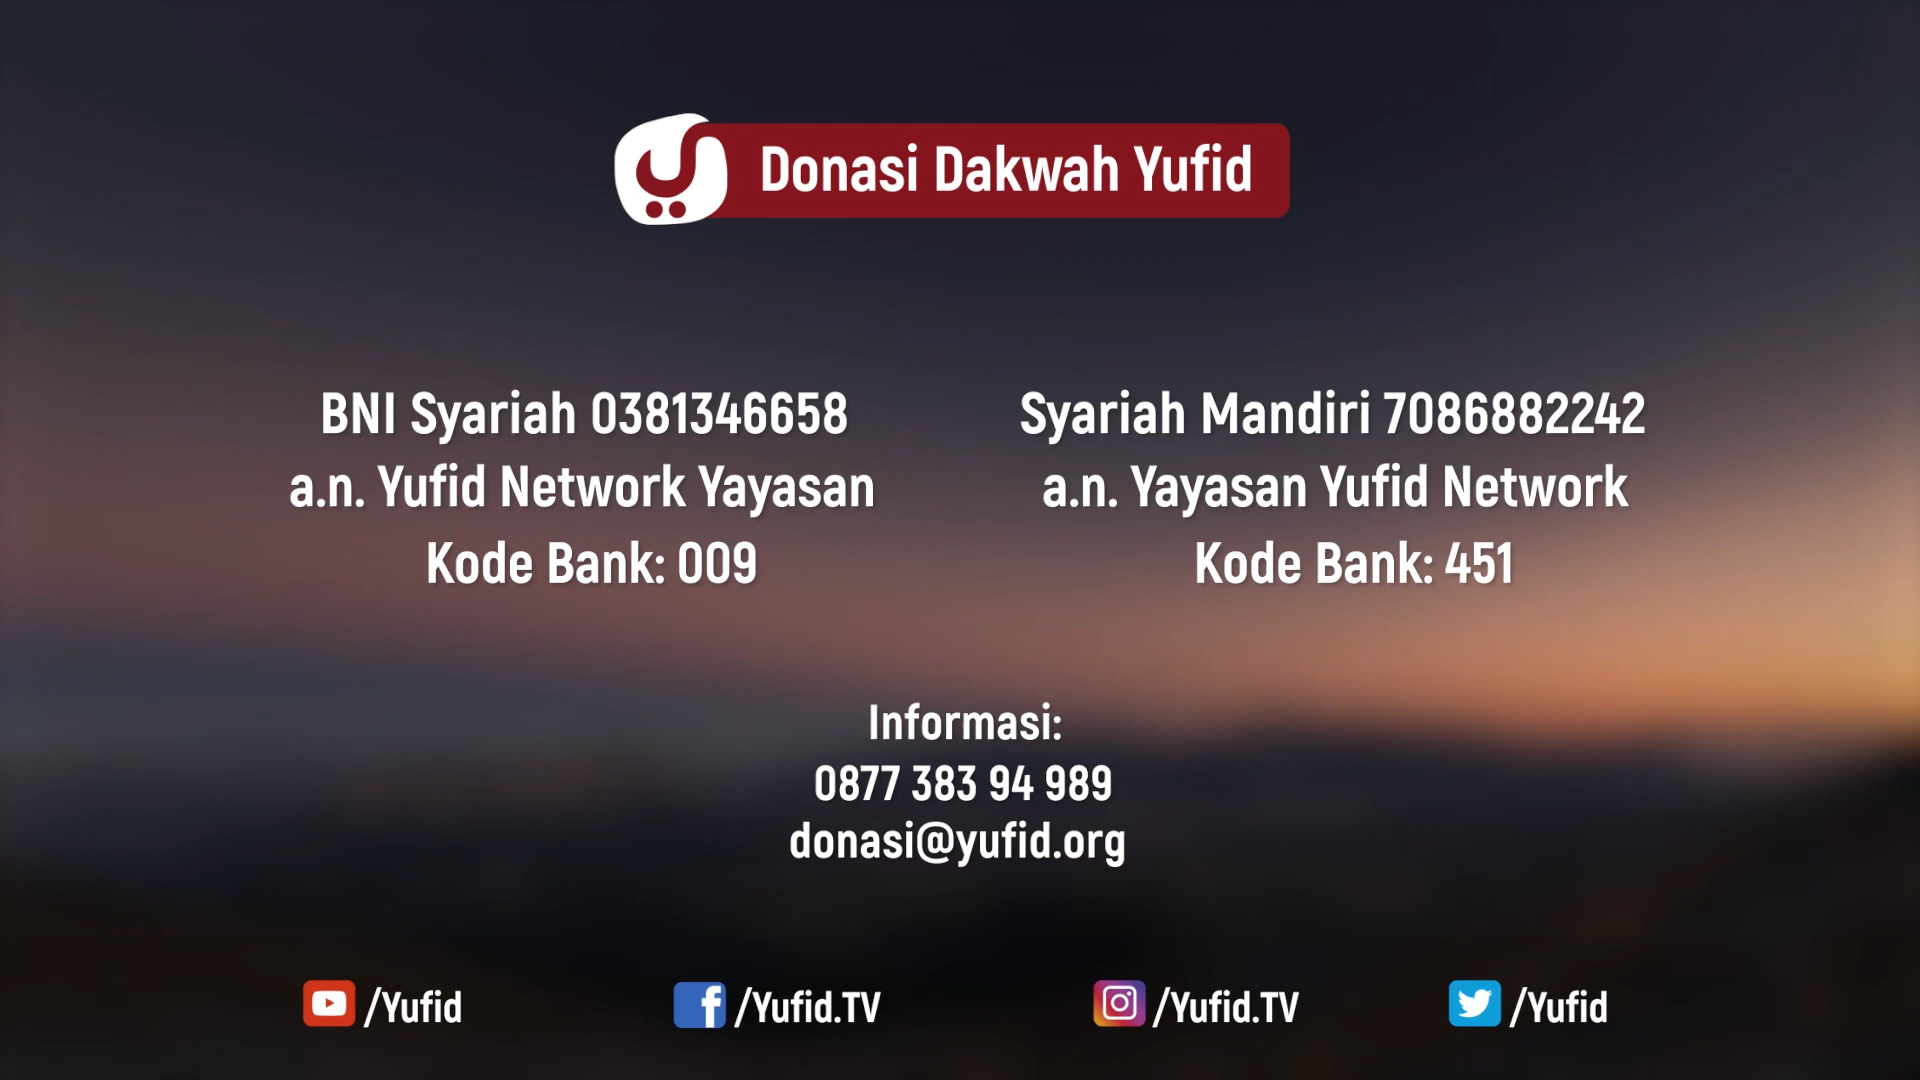 Donasi Dakwah Yufid
BNI Syariah 0381346658
a.n. Yufid Network Yayasan
Kode Bank: 009
Syariah Mandiri 7086882242
a.n. Yayasan Yufid Network
Kode Bank: 451
Informasi:
0877 383 94 989
donasi@yufid.org
/Yufid
/Yufid.TV
/Yufid.TV
/Yufid